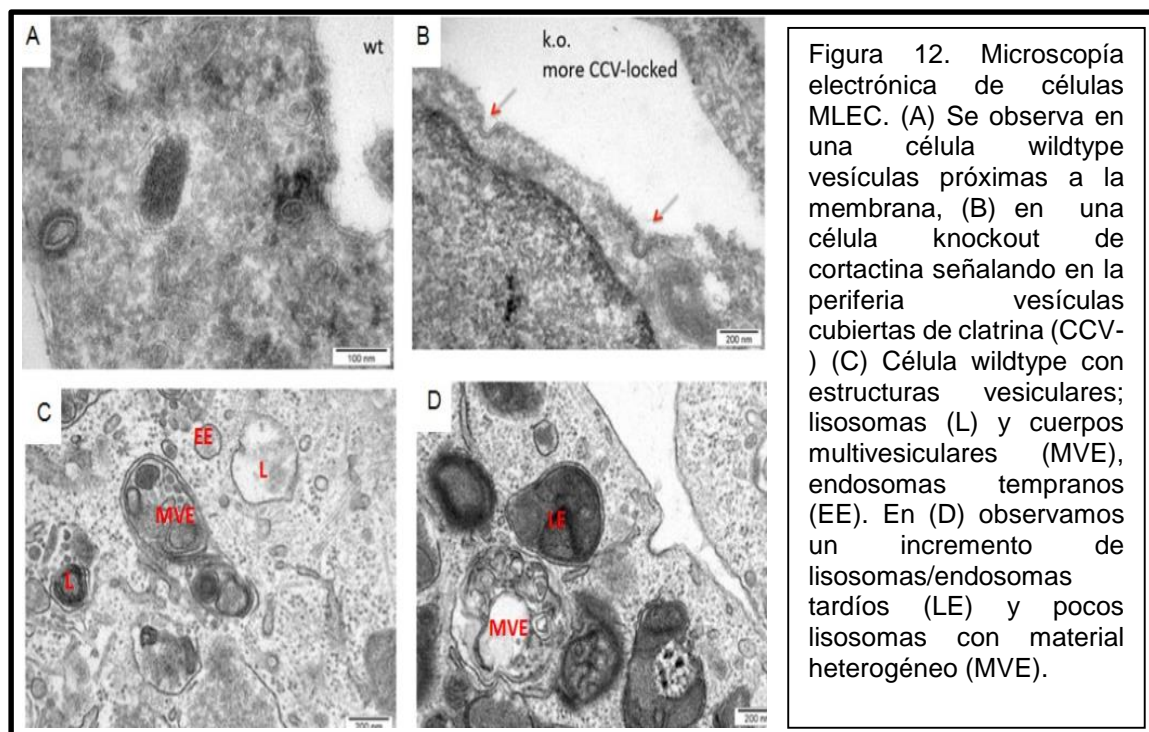 A
wt
100 nm
B
k.o.
more CCV-locked
200 nm
C
EE
L
MVE
L
200 nm
D
LE
MVE
200 nm
Figura 12. Microscopía
electrónica de células
MLEC. (A) Se observa en
una célula wildtype
vesículas próximas a la
membrana, (B) en una
célula knockout de
cortactina señalando en la
periferia vesículas
cubiertas de clatrina (CCV-
) (C) Célula wildtype con
estructuras vesiculares;
lisosomas (L) y cuerpos
multivesiculares (MVE),
endosomas tempranos
(EE). En (D) observamos
un incremento de
lisosomas/endosomas
tardíos (LE) y pocos
lisosomas con material
heterogéneo (MVE).